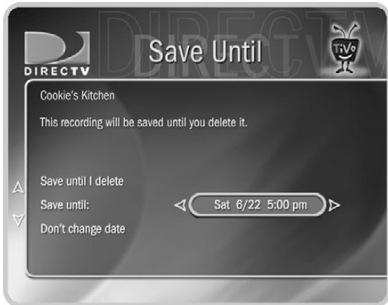 DIRECTV
DIRECTV
Save Until
TiVo
Cookie's Kitchen
This recording will be saved until you delete it.
Save until I delete
Save until:
Sat 6/22 5:00 pm
Don't change date